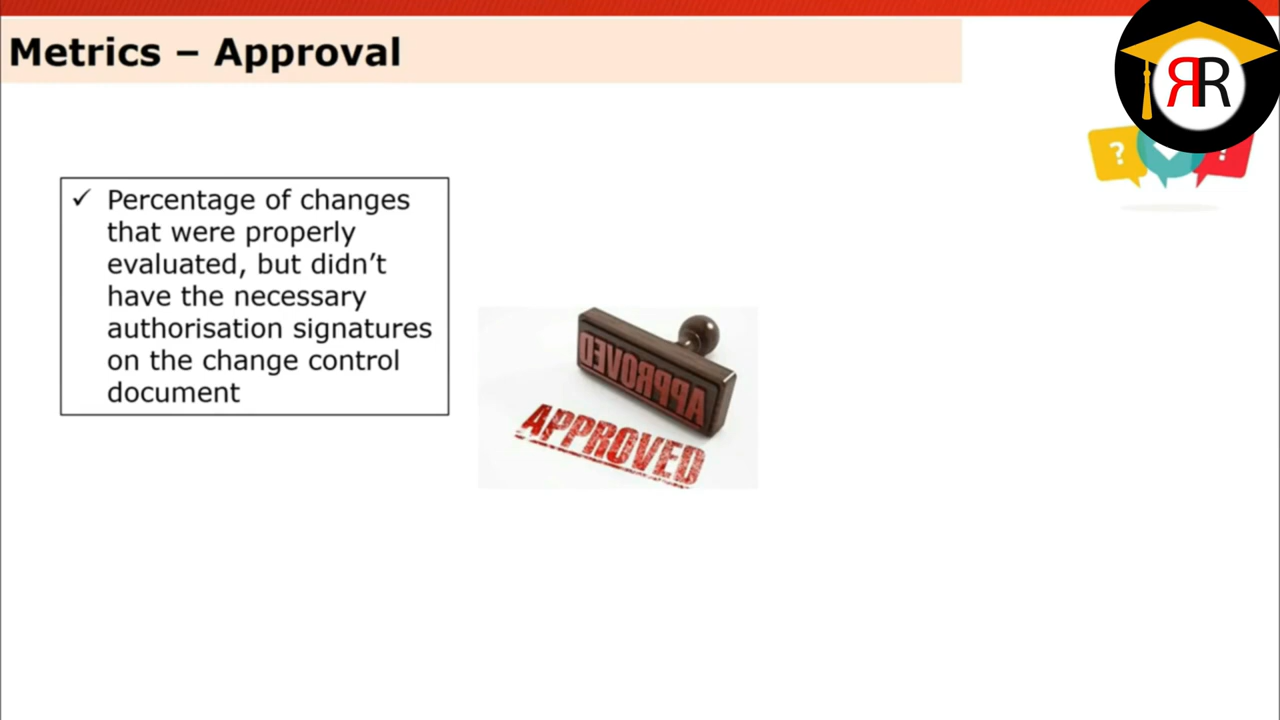 Metrics – Approval
ЯR
? ?
✓ Percentage of changes
that were properly
evaluated, but didn’t
have the necessary
authorisation signatures
on the change control
document
APPROVED
APPROVED